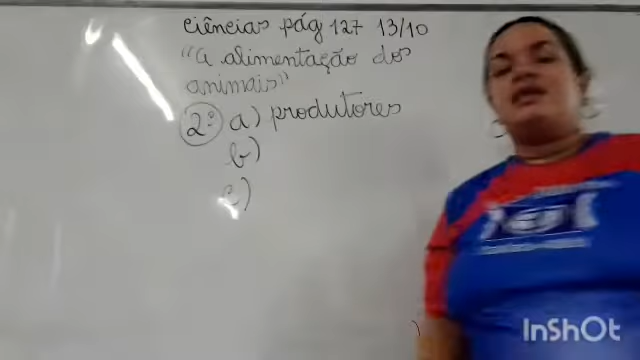 Ciências pág 127 13/10
"A alimentação dos
animais"
2º a) produtores
b)
c)
InShOt